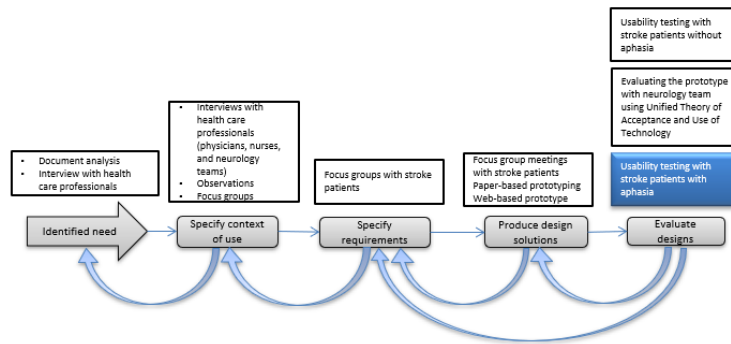 Usability testing with
stroke patients without
aphasia
Evaluating the prototype
with neurology team
using Unified Theory of
Acceptance and Use of
Technology
Usability testing with
stroke patients with
aphasia
• Interviews with
health care
professionals
(physicians, nurses,
and neurology
teams)
• Observations
• Focus groups
• Document analysis
• Interview with health
care professionals
Focus groups with stroke
patients
Focus group meetings
with stroke patients
Paper-based prototyping
Web-based prototype
Identified need
Specify context
of use
Specify
requirements
Produce design
solutions
Evaluate
designs